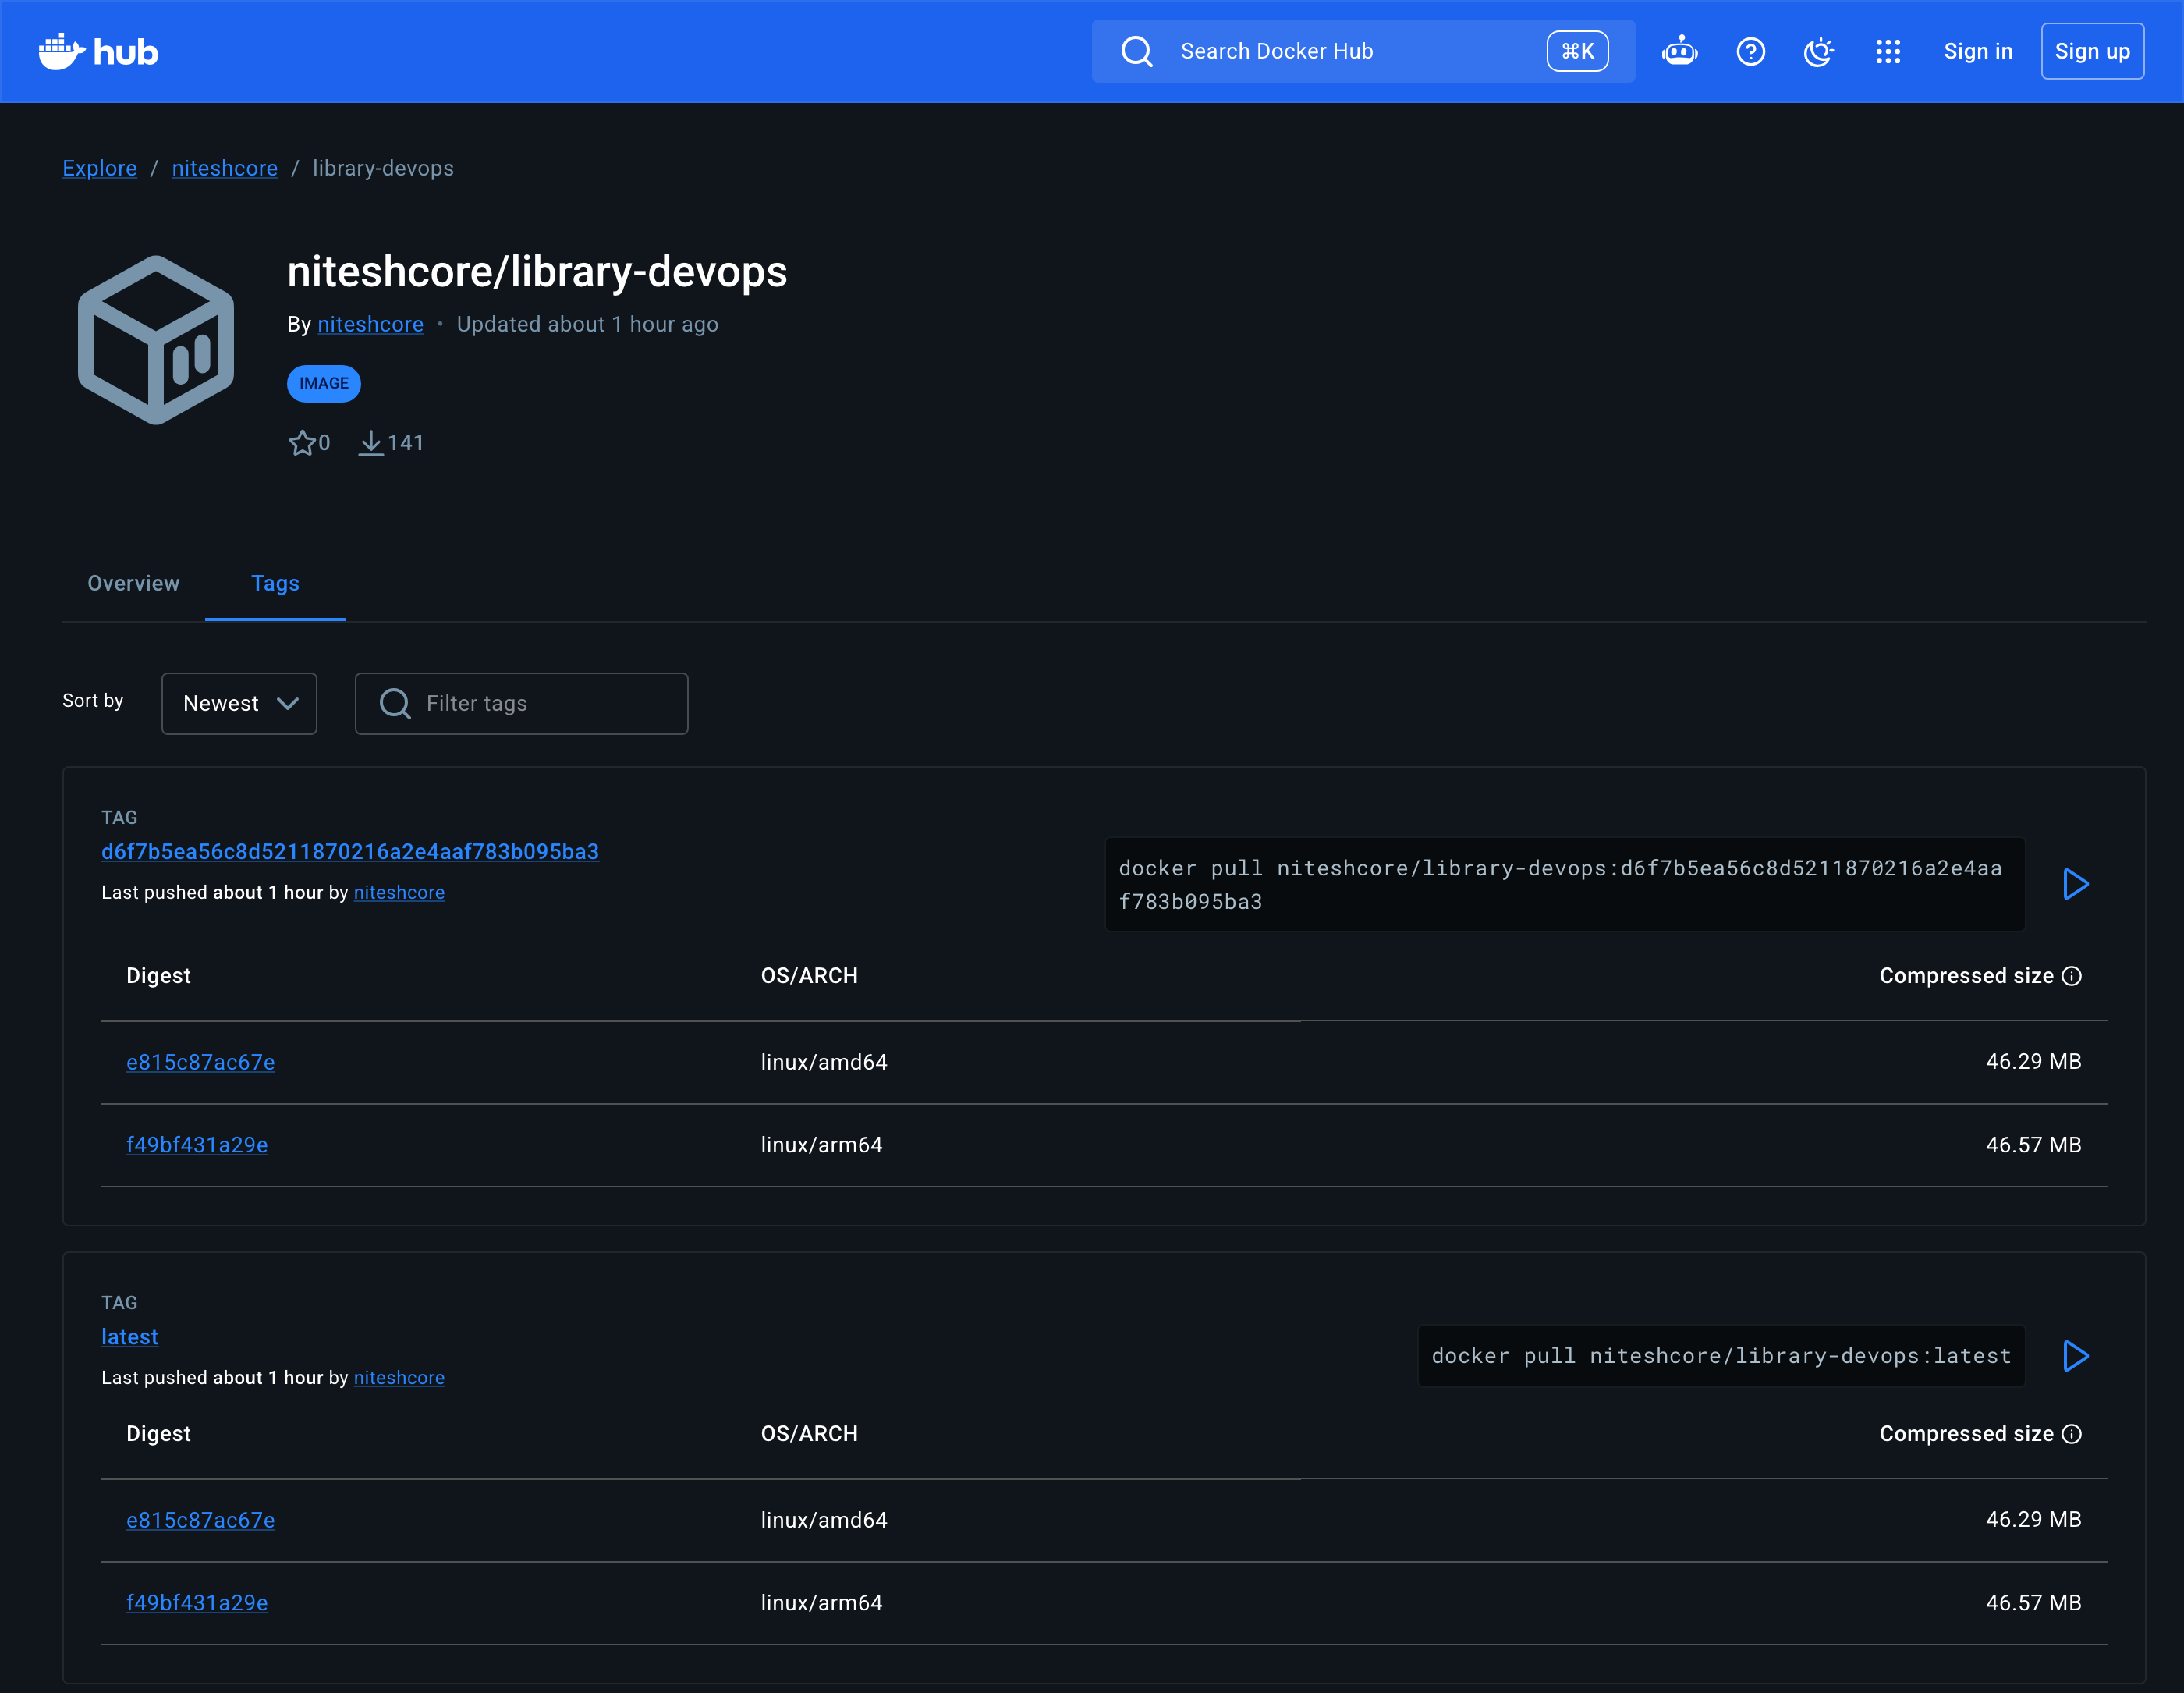 hub
Search Docker Hub
⌘K
Sign in
Sign up
Explore / niteshcore / library-devops
niteshcore/library-devops
By niteshcore • Updated about 1 hour ago
IMAGE
0 141
Overview
Tags
Sort by
Newest
Filter tags
TAG
d6f7b5ea56c8d5211870216a2e4aaf783b095ba3
Last pushed about 1 hour by niteshcore
docker pull niteshcore/library-devops:d6f7b5ea56c8d5211870216a2e4aa
f783b095ba3
Digest OS/ARCH Compressed size
e815c87ac67e linux/amd64 46.29 MB
f49bf431a29e linux/arm64 46.57 MB
TAG
latest
Last pushed about 1 hour by niteshcore
docker pull niteshcore/library-devops:latest
Digest OS/ARCH Compressed size
e815c87ac67e linux/amd64 46.29 MB
f49bf431a29e linux/arm64 46.57 MB